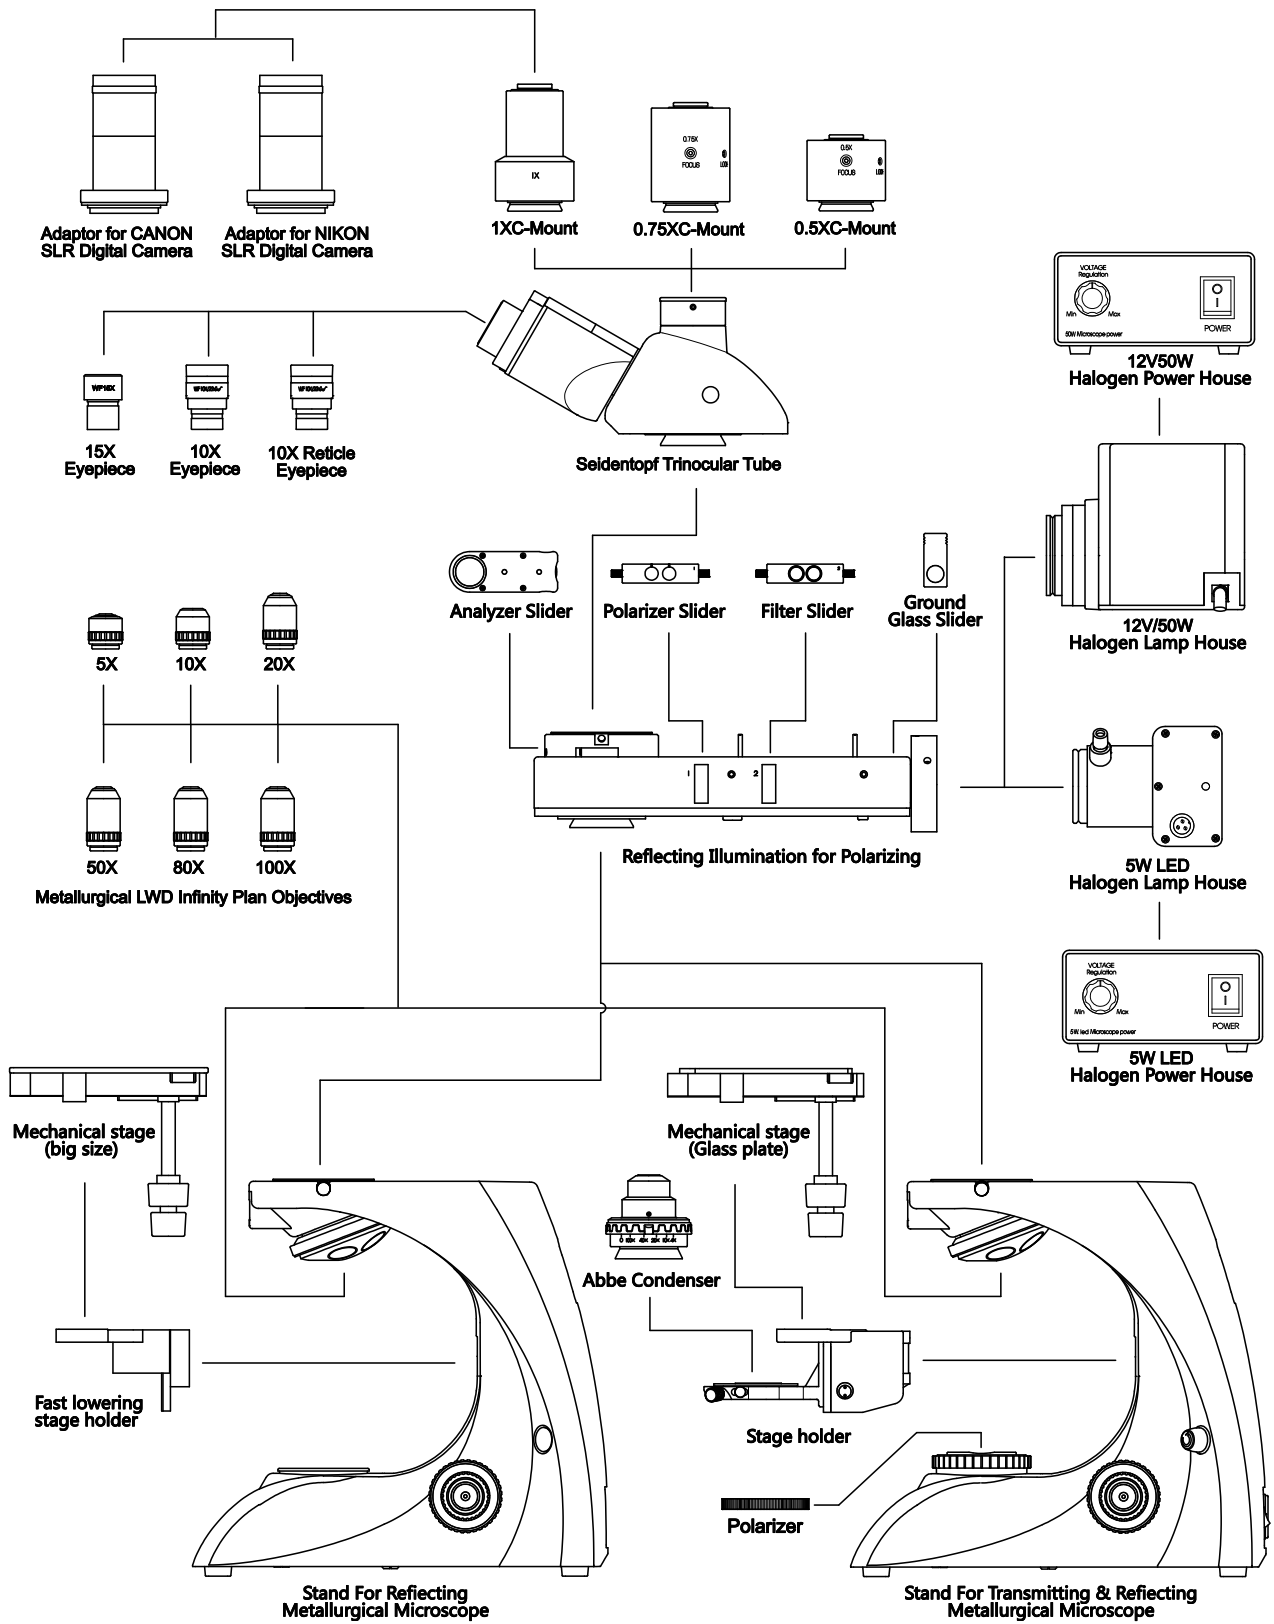 IX
0.75X
FOCUS
LOCK
0.5X
FOCUS
LOCK
Adaptor for CANON
SLR Digital Camera
Adaptor for NIKON
SLR Digital Camera
1XC-Mount
0.75XC-Mount
0.5XC-Mount
VOLTAGE
Regulation
Min
Max
POWER
50W Microscope power
12V50W
Halogen Power House
WF15X
15X
Eyepiece
10X
Eyepiece
10X Reticle
Eyepiece
Seidentopf Trinocular Tube
Analyzer Slider
1
Polarizer Slider
2
Filter Slider
Ground
Glass Slider
12V/50W
Halogen Lamp House
5X
10X
20X
1
2
50X
80X
100X
Metallurgical LWD Infinity Plan Objectives
Reflecting Illumination for Polarizing
5W LED
Halogen Lamp House
VOLTAGE
Regulation
Min
Max
POWER
5W led Microscope power
5W LED
Halogen Power House
Mechanical stage
(big size)
Mechanical stage
(Glass plate)
Abbe Condenser
Fast lowering
stage holder
Stage holder
Polarizer
Stand For Reflecting
Metallurgical Microscope
Stand For Transmitting & Reflecting
Metallurgical Microscope